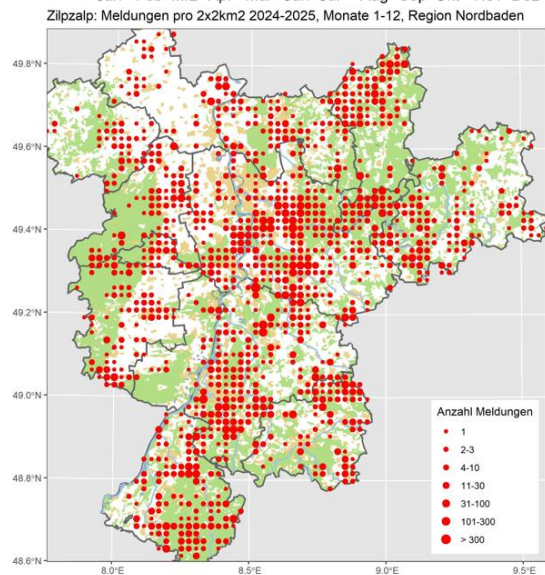 Zilpzalp: Meldungen pro 2x2km2 2024-2025, Monate 1-12, Region Nordbaden
49.8°N
49.6°N
49.4°N
49.2°N
49.0°N
48.8°N
48.6°N
Anzahl Meldungen
1
2-3
4-10
11-30
31-100
101-300
> 300
8.0°E 8.5°E 9.0°E 9.5°E